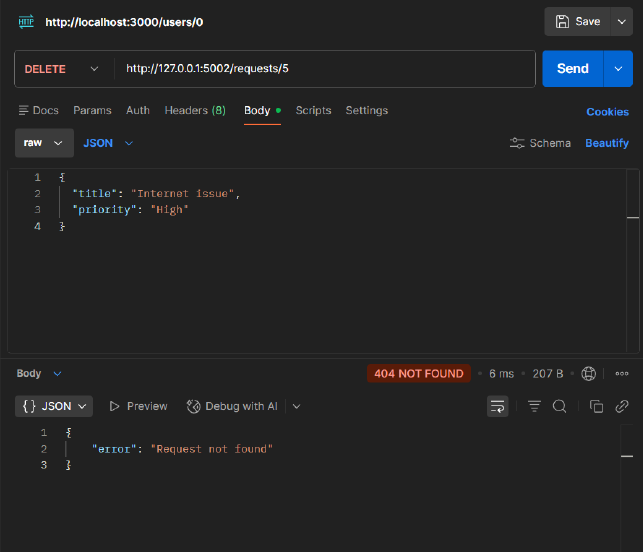 HTTP http://localhost:3000/users/0 Save
DELETE http://127.0.0.1:5002/requests/5 Send
Docs Params Auth Headers (8) Body Scripts Settings Cookies
raw JSON Schema Beautify
1 {
2 "title": "Internet issue",
3 "priority": "High"
4 }
Body 404 NOT FOUND • 6 ms • 207 B
{} JSON Preview Debug with AI
1 {
2 "error": "Request not found"
3 }